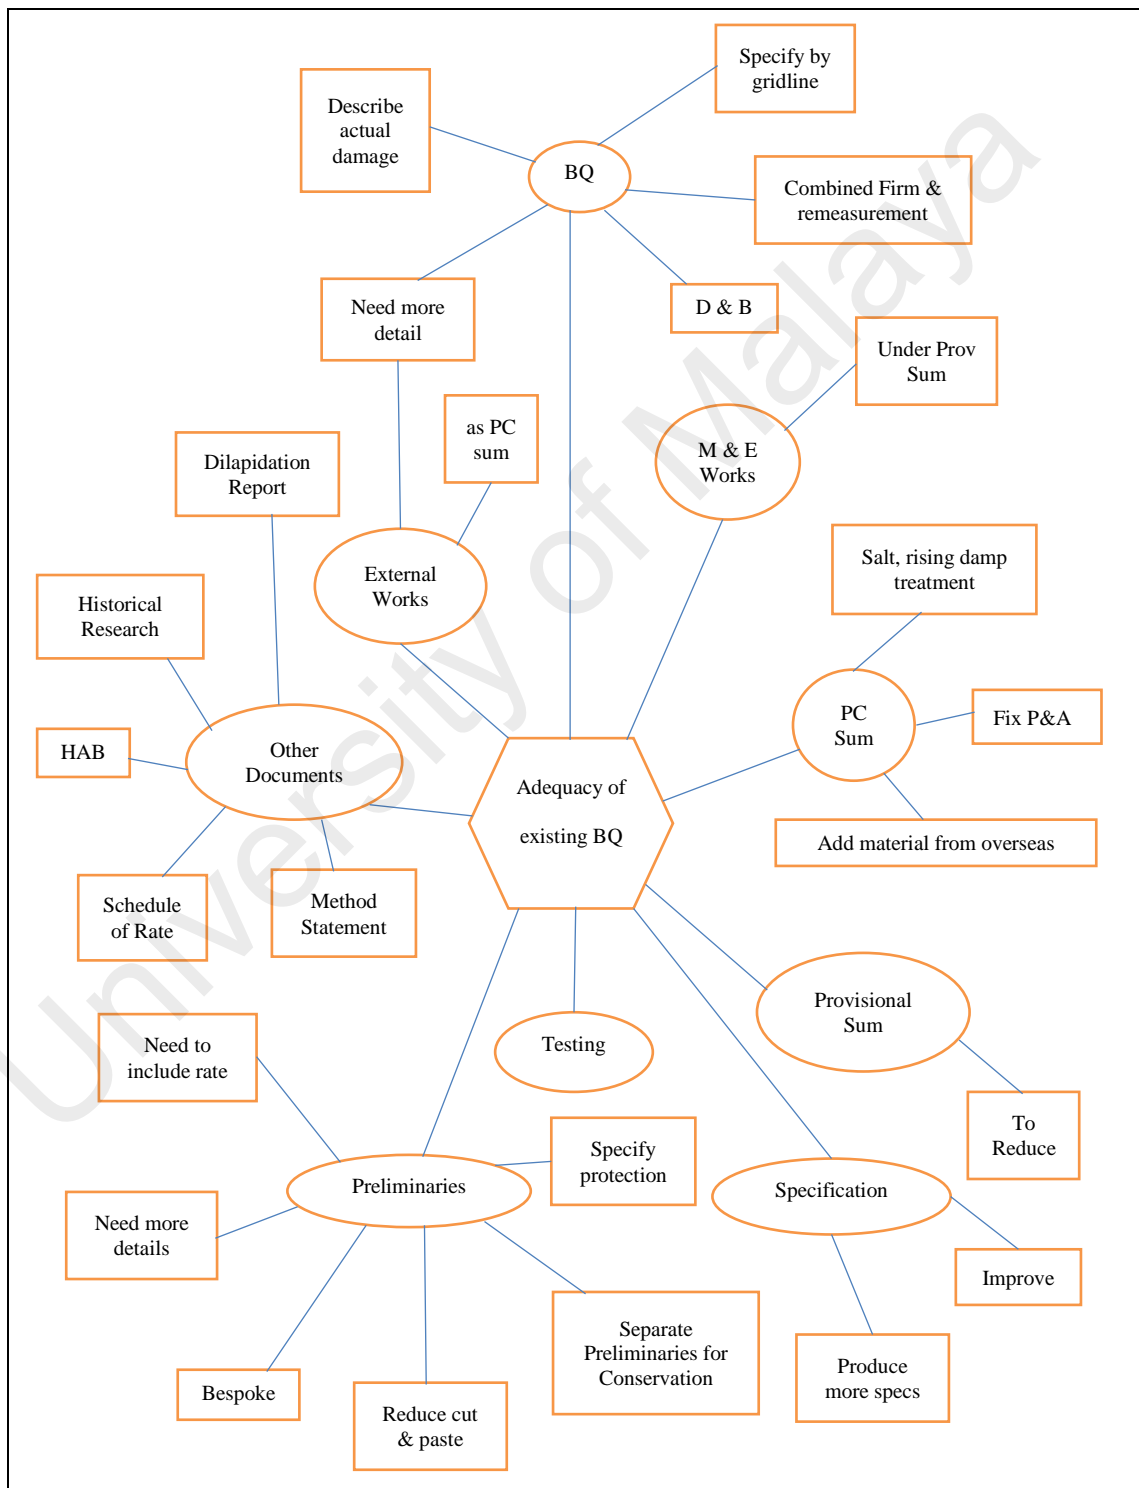 Specify by
gridline
Describe
actual
damage
BQ
Combined Firm &
remeasurement
Need more
detail
D & B
Under Prov
Sum
as PC
sum
M & E
Works
Dilapidation
Report
External
Works
Salt, rising damp
treatment
Historical
Research
PC
Sum
Fix P&A
HAB
Other
Documents
Adequacy of
existing BQ
Add material from overseas
Schedule
of Rate
Method
Statement
Provisional
Sum
Testing
Need to
include rate
To
Reduce
Specify
protection
Preliminaries
Specification
Need more
details
Improve
Separate
Preliminaries for
Conservation
Produce
more specs
Bespoke
Reduce cut
& paste
University of Malaya